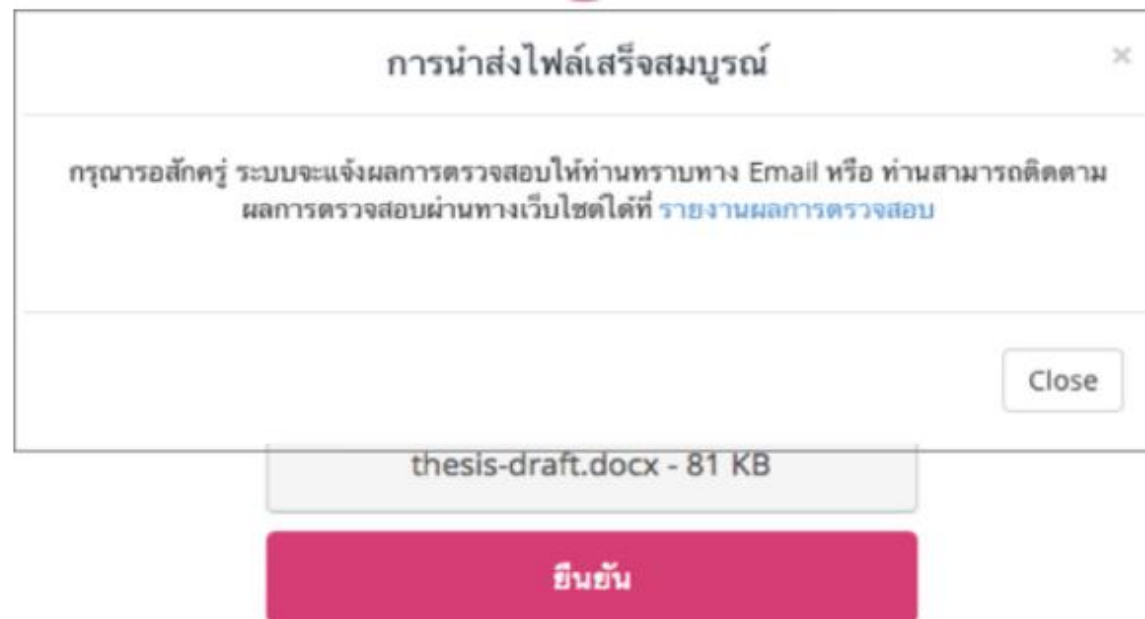 การนำส่งไฟล์เสร็จสมบูรณ์ ×
กรุณารอสักครู่ ระบบจะแจ้งผลการตรวจสอบให้ท่านทราบทาง Email หรือ ท่านสามารถติดตาม
ผลการตรวจสอบผ่านทางเว็บไซต์ได้ที่ รายงานผลการตรวจสอบ
Close
thesis-draft.docx - 81 KB
ยืนยัน